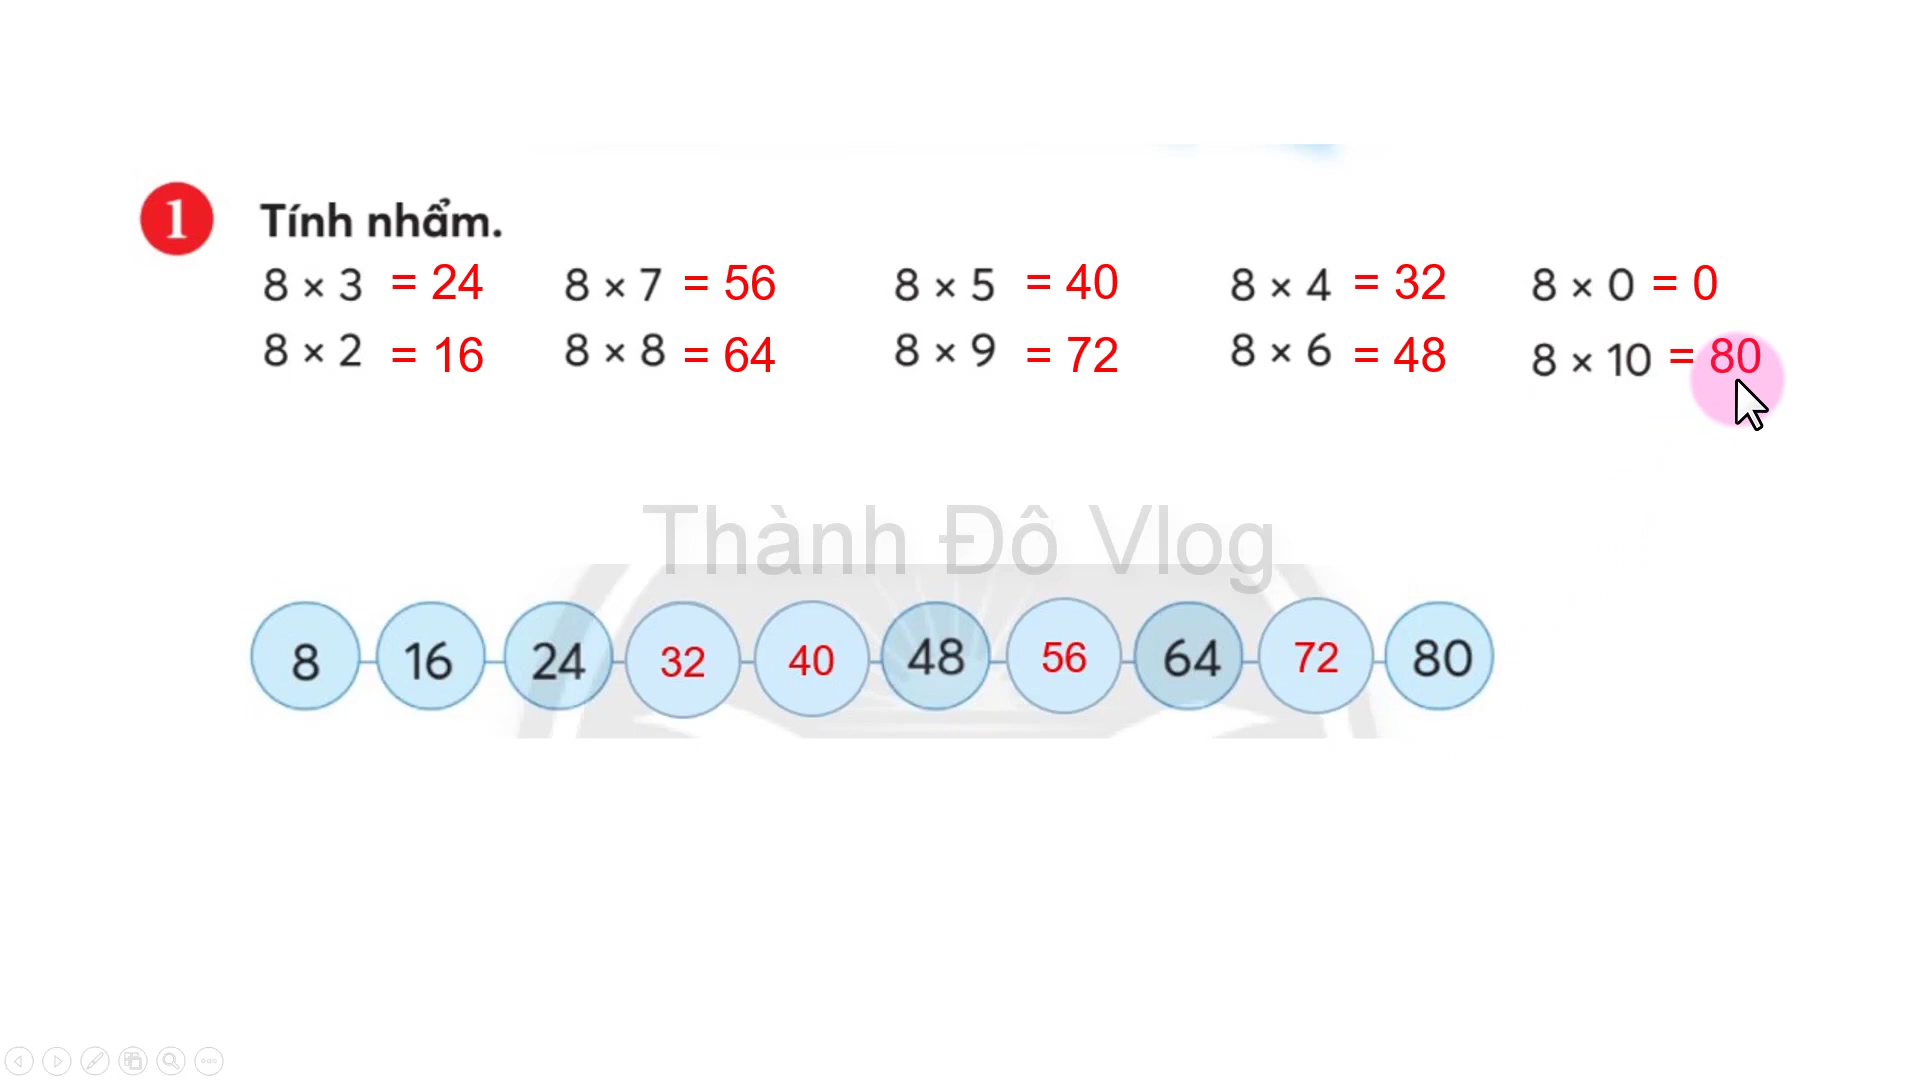 1 Tính nhẩm.
8 × 3 = 24 8 × 7 = 56 8 × 5 = 40 8 × 4 = 32 8 × 0 = 0
8 × 2 = 16 8 × 8 = 64 8 × 9 = 72 8 × 6 = 48 8 × 10 = 80
Thành Đô Vlog
8 16 24 32 40 48 56 64 72 80